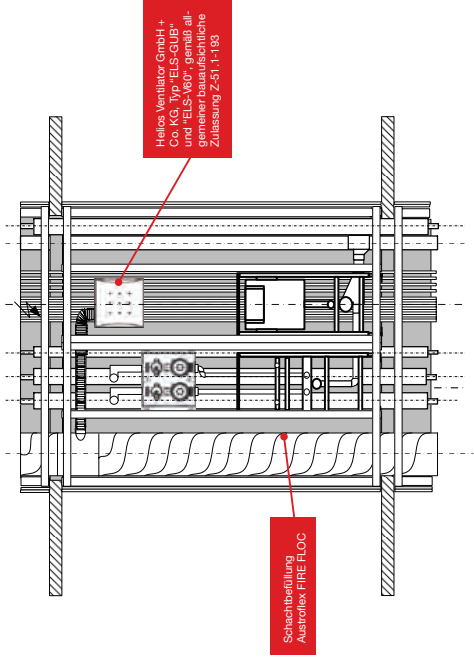 Helios Ventilator GmbH +
Co. KG, Typ "ELS-GUB"
und "ELS-V60", gemäß all-
gemeiner bauaufsichtliche
Zulassung Z-51.1-193
Schachtbefüllung
Austroflex FIRE FLOC